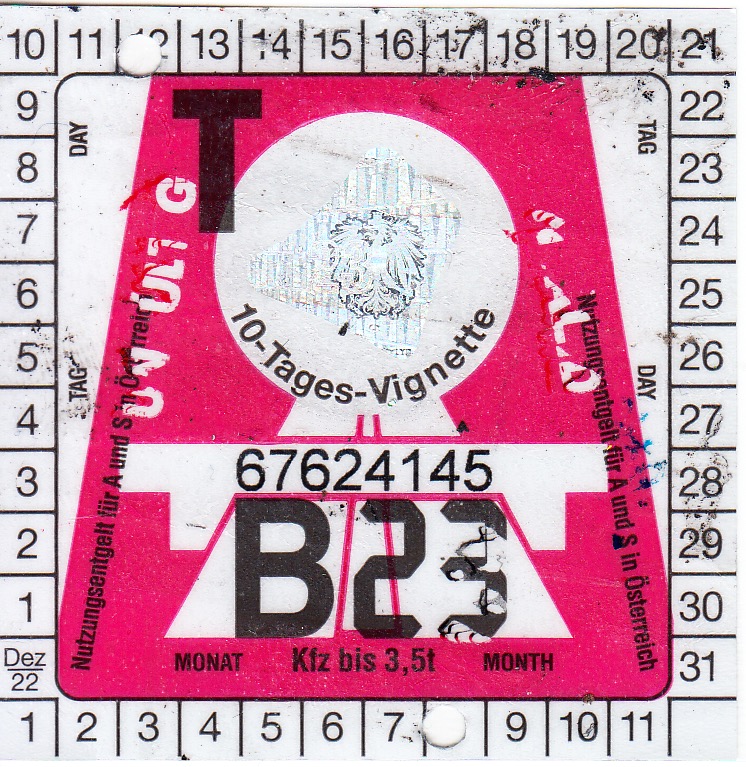 10 11 12 13 14 15 16 17 18 19 20 21
9 22
DAY T TAG
8 23
7 24
6 25
5 26
TAG DAY
4 27
3 28
2 29
1 30
Dez 31
22
1 2 3 4 5 6 7 9 10 11
UNGÜLTIG
10-Tages-Vignette
67624145
B23
MONAT Kfz bis 3,5t MONTH
Nutzungsentgelt für A und S in Österreich
Nutzungsentgelt für A und S in Österreich